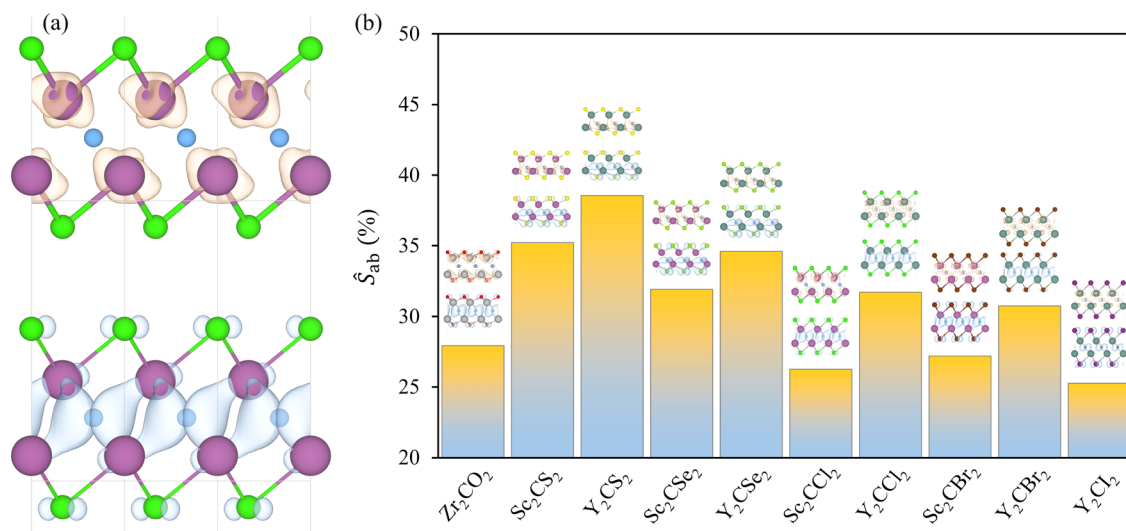 (a)
(b)
50
45
40
35
30
25
20
Ŝab (%)
Zr₂CO₂
Sc₂CS₂
Y₂CS₂
Sc₂CSe₂
Y₂CSe₂
Sc₂CCl₂
Y₂CCl₂
Sc₂CBr₂
Y₂CBr₂
Y₂CI₂